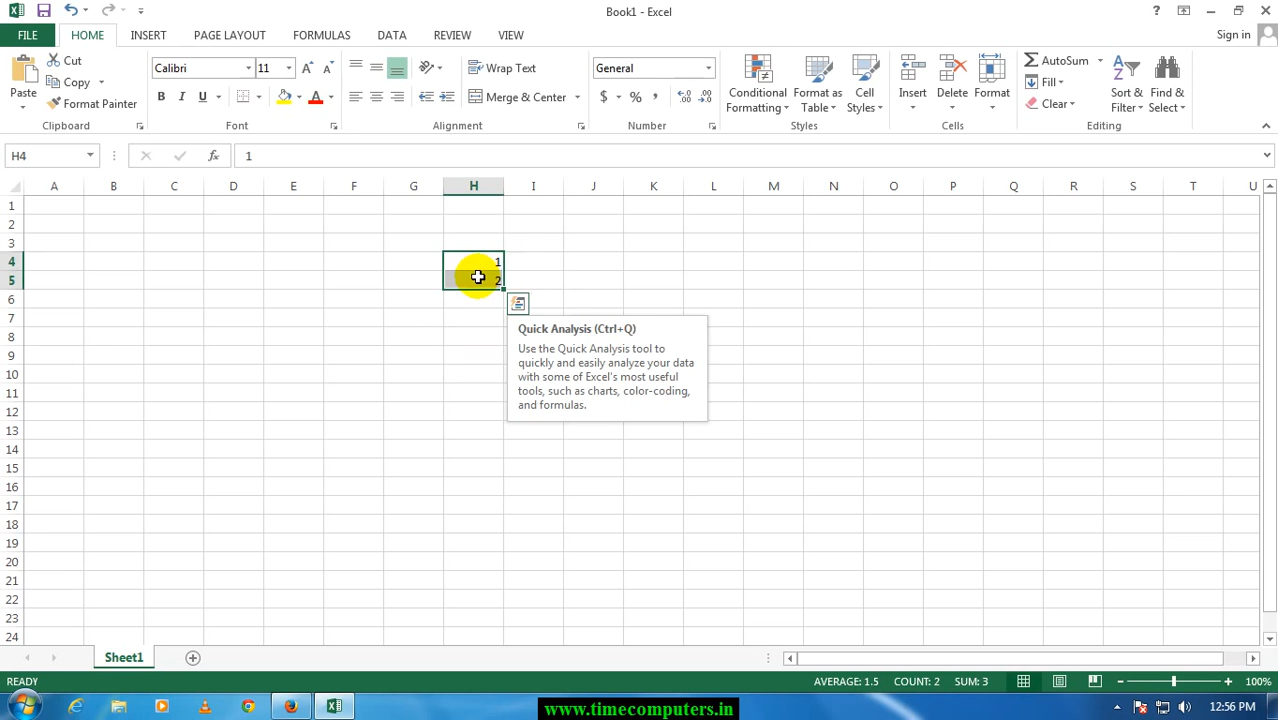 Book1 - Excel
?
FILE HOME INSERT PAGE LAYOUT FORMULAS DATA REVIEW VIEW Sign in
Paste Cut Copy Format Painter
Calibri 11 B I U A
Wrap Text
Merge & Center
General
$ % ,
Conditional Formatting
Format as Table
Cell Styles
Insert Delete Format
AutoSum
Fill
Clear
Sort & Filter
Find & Select
Clipboard Font Alignment Number Styles Cells Editing
H4 fx 1
A B C D E F G H I J K L M N O P Q R S T U
1
2
3
4 1
5 2
6
7
8
9
10
11
12
13
14
15
16
17
18
19
20
21
22
23
24
Quick Analysis (Ctrl+Q)
Use the Quick Analysis tool to
quickly and easily analyze your data
with some of Excel's most useful
tools, such as charts, color-coding,
and formulas.
Sheet1
READY AVERAGE: 1.5 COUNT: 2 SUM: 3 100%
www.timecomputers.in
12:56 PM